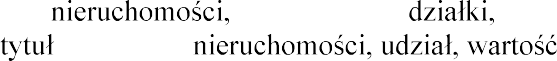 nieruchomości, działki,
tytuł nieruchomości, udział, wartość